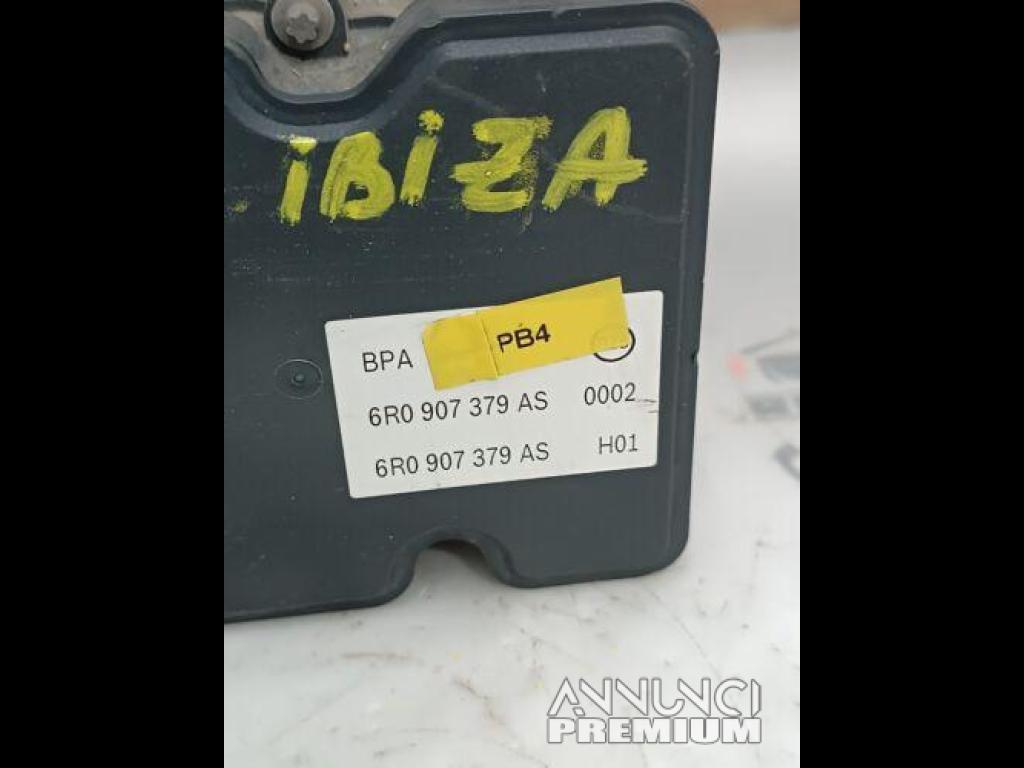 iBiZA
BPA PB4
6R0 907 379 AS 0002
6R0 907 379 AS H01
ANNUNCI
PREMIUM